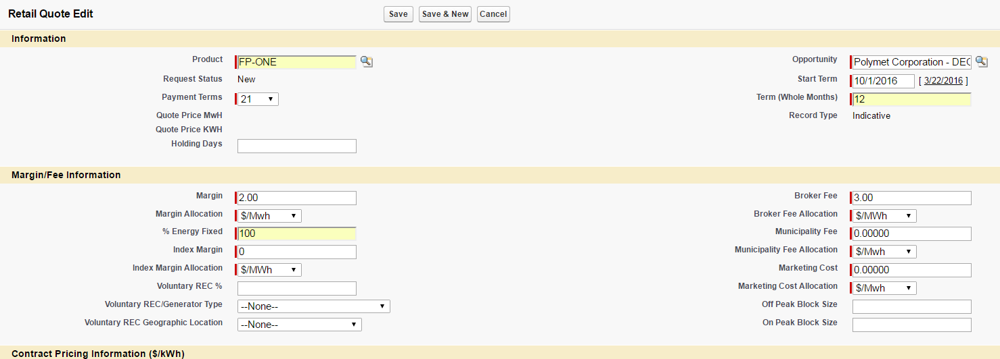 Retail Quote Edit
Save
Save & New
Cancel
Information
Product
FP-ONE
Opportunity
Polymet Corporation - DEC
Request Status
New
Start Term
10/1/2016
[ 3/22/2016 ]
Payment Terms
21
Term (Whole Months)
12
Quote Price MwH
Record Type
Indicative
Quote Price KWH
Holding Days
Margin/Fee Information
Margin
2.00
Broker Fee
3.00
Margin Allocation
$/Mwh
Broker Fee Allocation
$/MWh
% Energy Fixed
100
Municipality Fee
0.00000
Index Margin
0
Municipality Fee Allocation
$/Mwh
Index Margin Allocation
$/MWh
Marketing Cost
0.00000
Voluntary REC %
Marketing Cost Allocation
$/Mwh
Voluntary REC/Generator Type
--None--
Off Peak Block Size
Voluntary REC Geographic Location
--None--
On Peak Block Size
Contract Pricing Information ($/kWh)